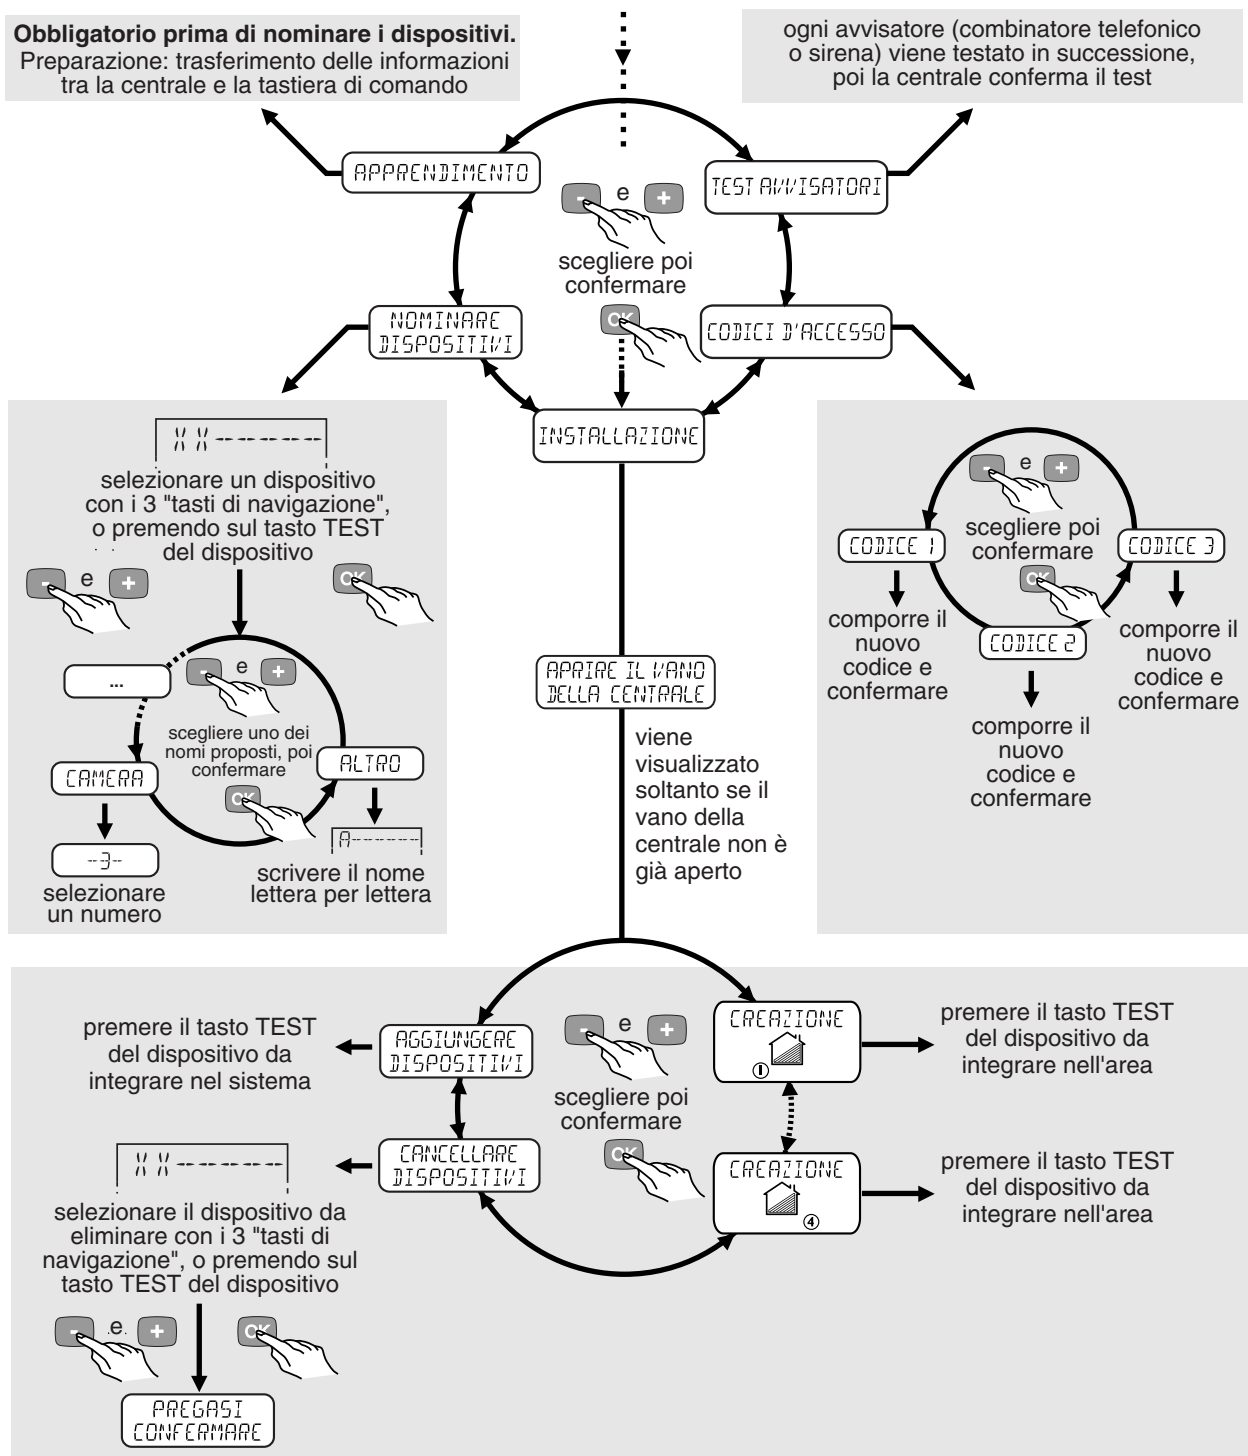 Obbligatorio prima di nominare i dispositivi.
Preparazione: trasferimento delle informazioni
tra la centrale e la tastiera di comando
ogni avvisatore (combinatore telefonico
o sirena) viene testato in successione,
poi la centrale conferma il test
APPRENDIMENTO
TEST AVVISATORI
- e +
scegliere poi
confermare
OK
NOMINARE
DISPOSITIVI
CODICI D'ACCESSO
INSTALLAZIONE
XX------
selezionare un dispositivo
con i 3 "tasti di navigazione",
o premendo sul tasto TEST
del dispositivo
- e +
OK
...
- e +
scegliere uno dei
nomi proposti, poi
confermare
OK
CAMERA
ALTRO
--3--
selezionare
un numero
A------
scrivere il nome
lettera per lettera
- e +
scegliere poi
confermare
OK
CODICE 1
CODICE 3
CODICE 2
comporre il
nuovo
codice e
confermare
comporre il
nuovo
codice e
confermare
comporre il
nuovo
codice e
confermare
APRIRE IL VANO
DELLA CENTRALE
viene
visualizzato
soltanto se il
vano della
centrale non è
già aperto
premere il tasto TEST
del dispositivo da
integrare nel sistema
AGGIUNGERE
DISPOSITIVI
- e +
scegliere poi
confermare
OK
CREAZIONE
1
premere il tasto TEST
del dispositivo da
integrare nell'area
XX------
CANCELLARE
DISPOSITIVI
CREAZIONE
4
premere il tasto TEST
del dispositivo da
integrare nell'area
selezionare il dispositivo da
eliminare con i 3 "tasti di
navigazione", o premendo sul
tasto TEST del dispositivo
- .e. +
OK
PREGASI
CONFERMARE